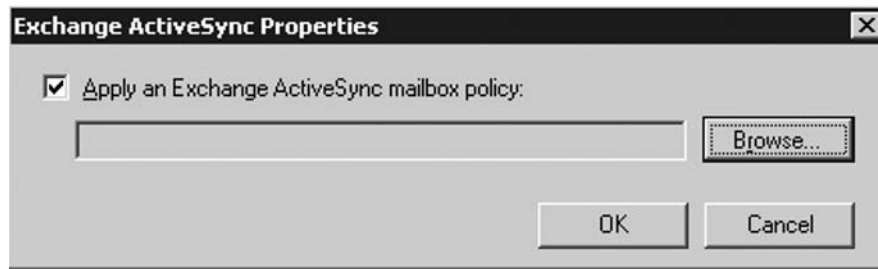 Exchange ActiveSync Properties
Apply an Exchange ActiveSync mailbox policy:
Browse...
OK
Cancel